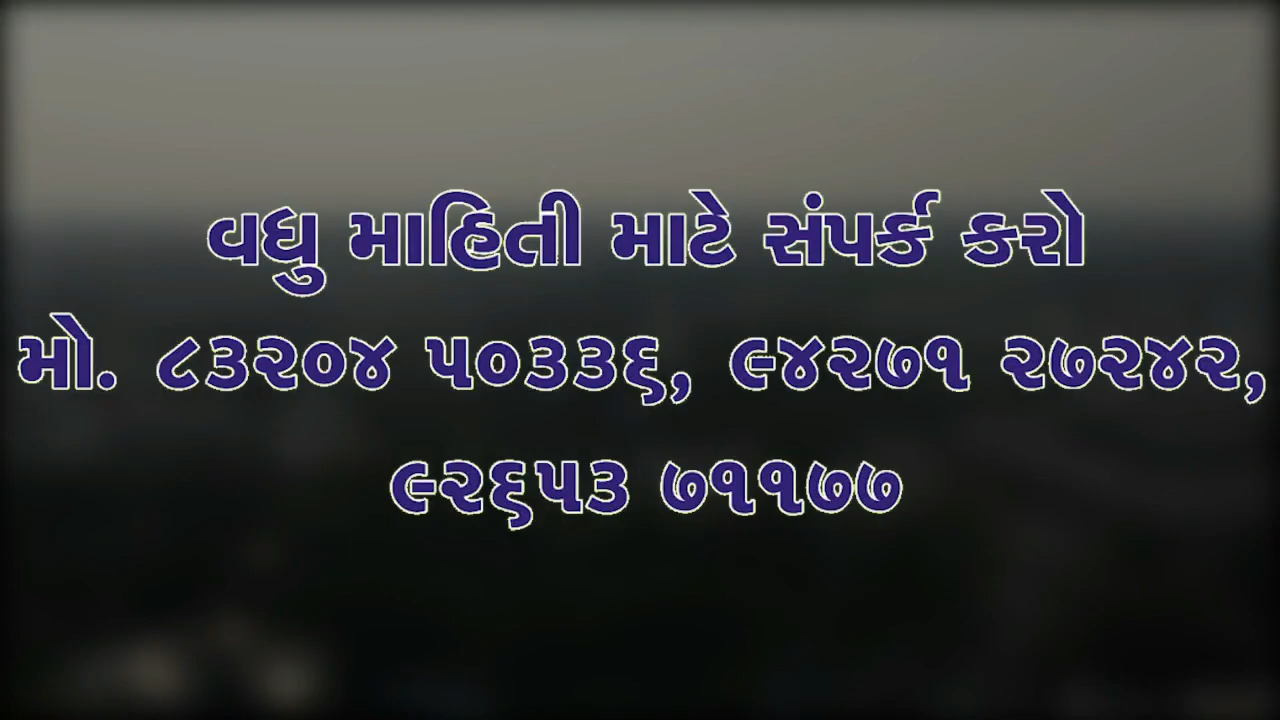 વધુ માહિતી માટે સંપર્ક કરો
મો. ૮૩૨૦૪ ૫૦૩૩૬, ૯૪૨૭૧ ૨૭૨૪૨,
૯૨૬૫૩ ૭૧૧૭૭